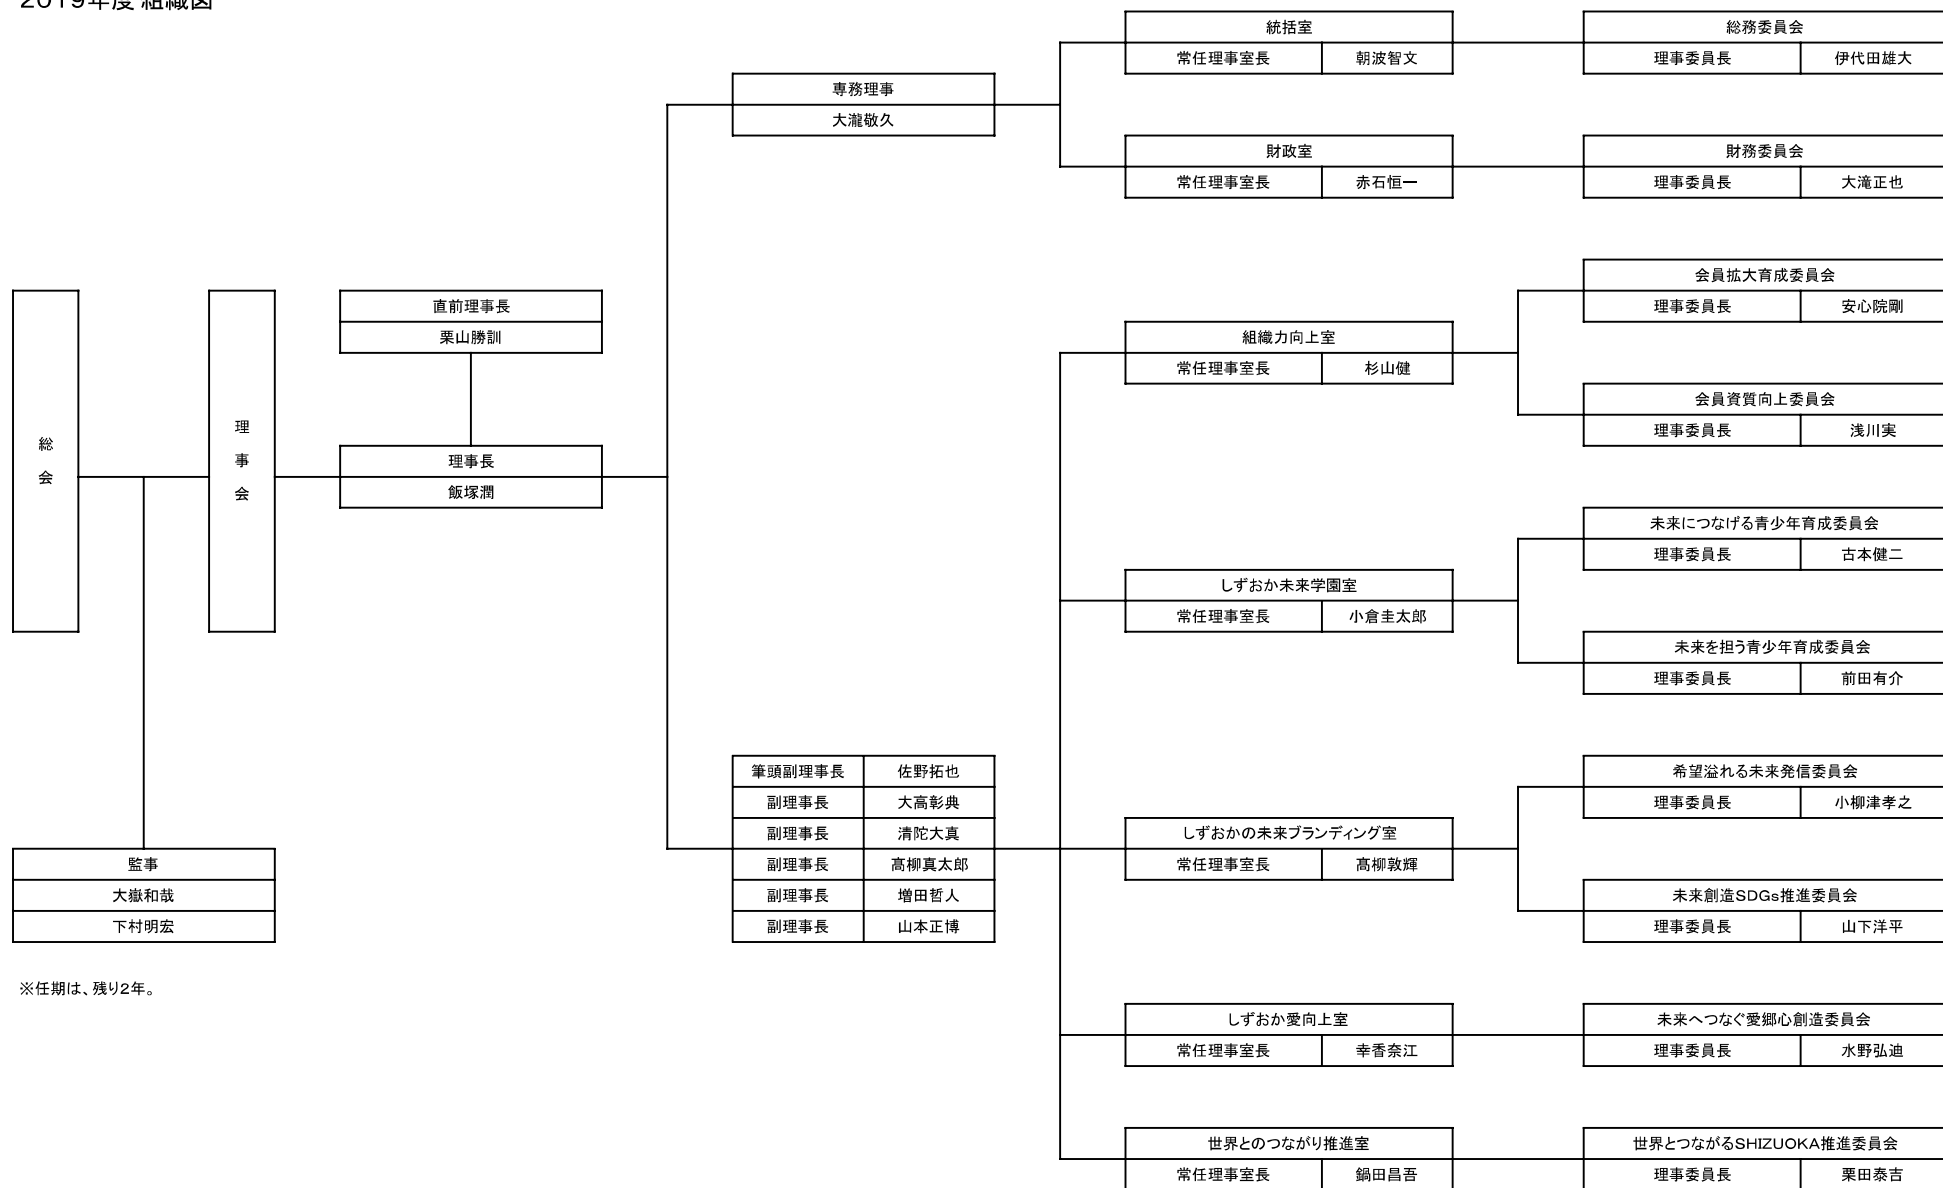 2019年度 組織図
総会
理事会
監事
大嶽和哉
下村明宏
※任期は、残り2年。
直前理事長
栗山勝訓
理事長
飯塚潤
専務理事
大瀧敬久
筆頭副理事長 佐野拓也
副理事長 大高彰典
副理事長 清陀大真
副理事長 髙柳真太郎
副理事長 増田哲人
副理事長 山本正博
統括室
常任理事室長 朝波智文
総務委員会
理事委員長 伊代田雄大
財政室
常任理事室長 赤石恒一
財務委員会
理事委員長 大滝正也
組織力向上室
常任理事室長 杉山健
会員拡大育成委員会
理事委員長 安心院剛
会員資質向上委員会
理事委員長 浅川実
しずおか未来学園室
常任理事室長 小倉圭太郎
未来につなげる青少年育成委員会
理事委員長 古本健二
未来を担う青少年育成委員会
理事委員長 前田有介
しずおかの未来ブランディング室
常任理事室長 髙柳敦輝
希望溢れる未来発信委員会
理事委員長 小柳津孝之
未来創造SDGs推進委員会
理事委員長 山下洋平
しずおか愛向上室
常任理事室長 幸香奈江
未来へつなぐ愛郷心創造委員会
理事委員長 水野弘迪
世界とのつながり推進室
常任理事室長 鍋田昌吾
世界とつながるSHIZUOKA推進委員会
理事委員長 栗田泰吉